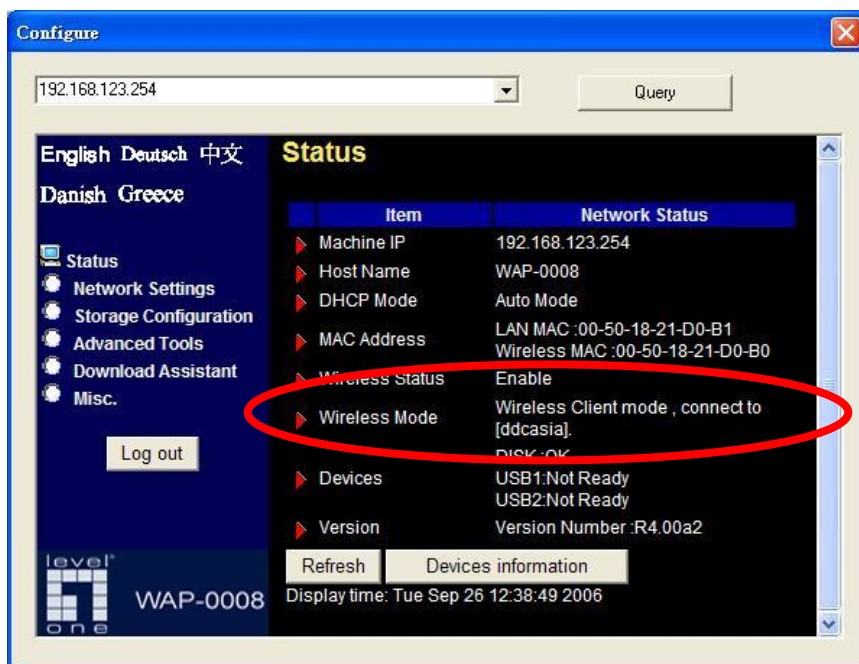 Configure
192.168.123.254
Query
English Deutsch 中文
Danish Greece
Status
Network Settings
Storage Configuration
Advanced Tools
Download Assistant
Misc.
Log out
level
one
WAP-0008
Status
Item Network Status
Machine IP 192.168.123.254
Host Name WAP-0008
DHCP Mode Auto Mode
MAC Address LAN MAC :00-50-18-21-D0-B1
Wireless MAC :00-50-18-21-D0-B0
Wireless Status Enable
Wireless Mode Wireless Client mode , connect to
[ddcasia].
DISK :OK
Devices USB1:Not Ready
USB2:Not Ready
Version Version Number :R4.00a2
Refresh Devices information
Display time: Tue Sep 26 12:38:49 2006